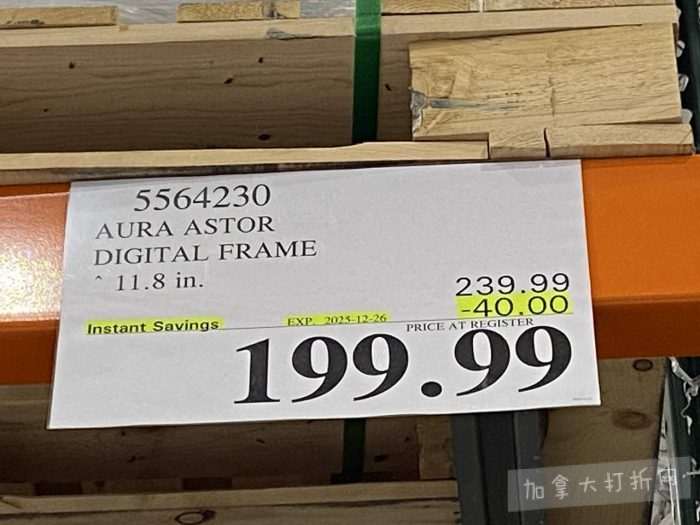 5564230
AURA ASTOR
DIGITAL FRAME
^ 11.8 in.
239.99
-40.00
Instant Savings EXP. 2025-12-26 PRICE AT REGISTER
199.99
加拿大打折网